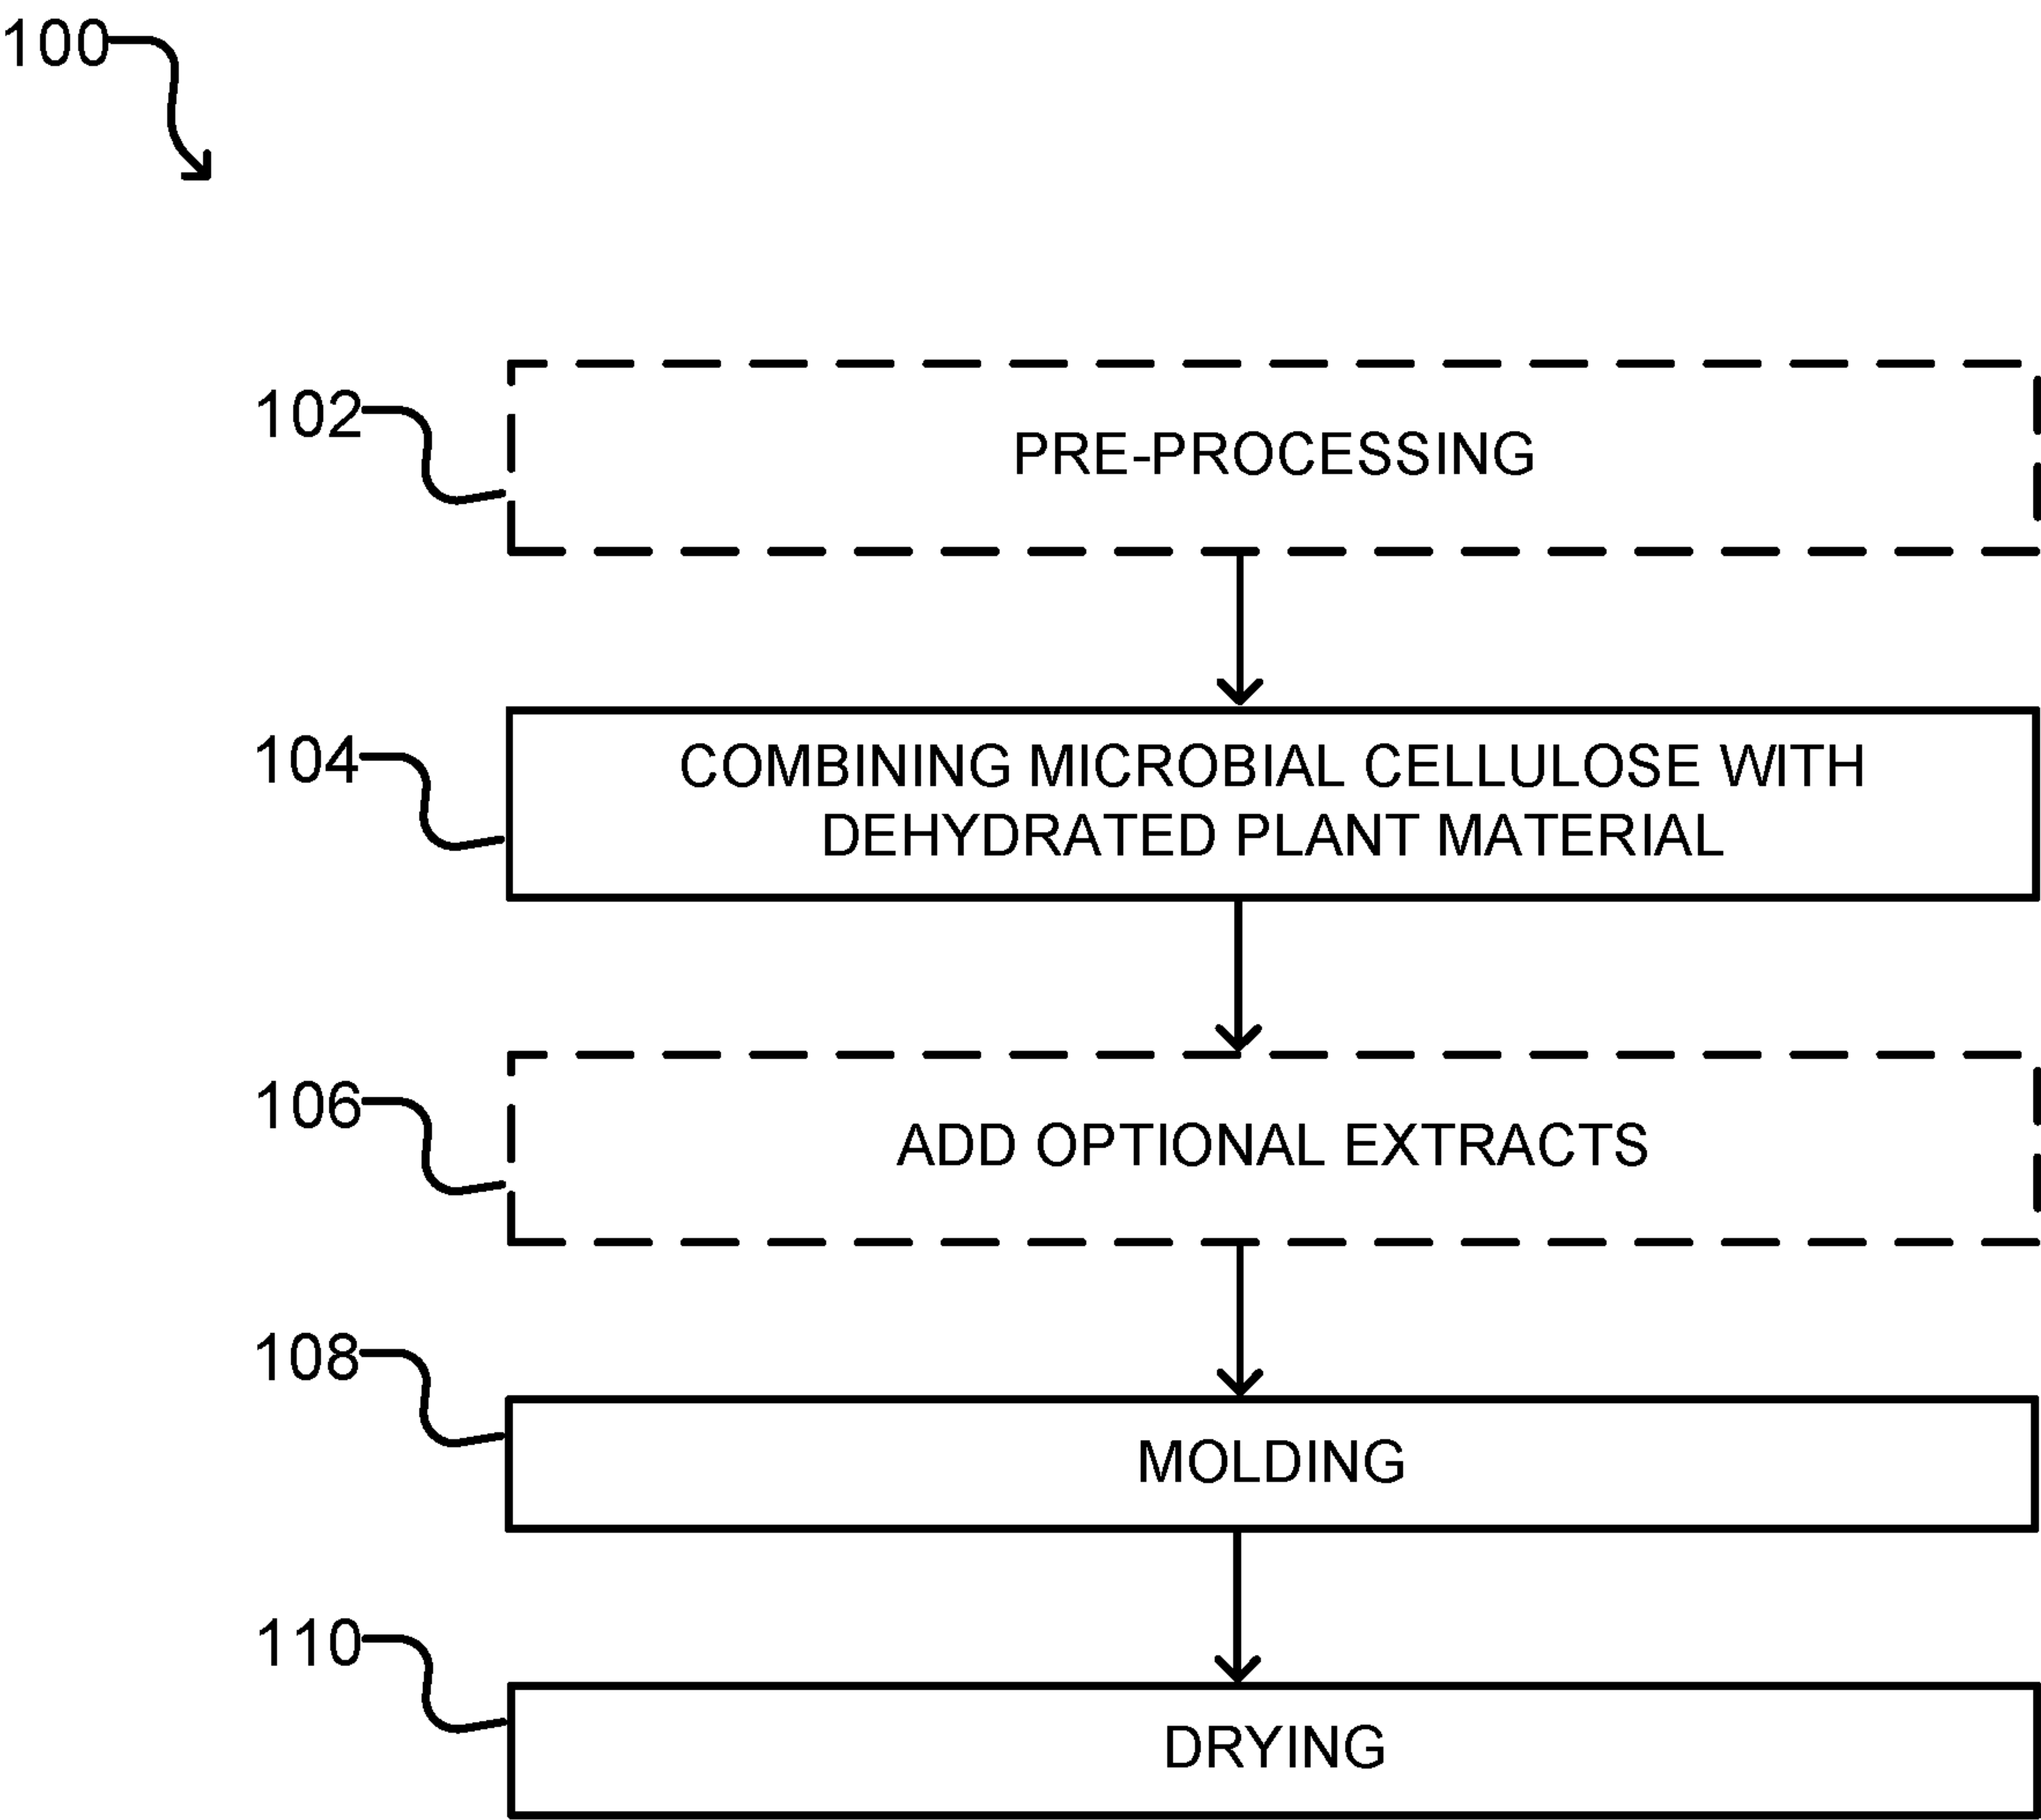 100
102
PRE-PROCESSING
104
COMBINING MICROBIAL CELLULOSE WITH
DEHYDRATED PLANT MATERIAL
106
ADD OPTIONAL EXTRACTS
108
MOLDING
110
DRYING